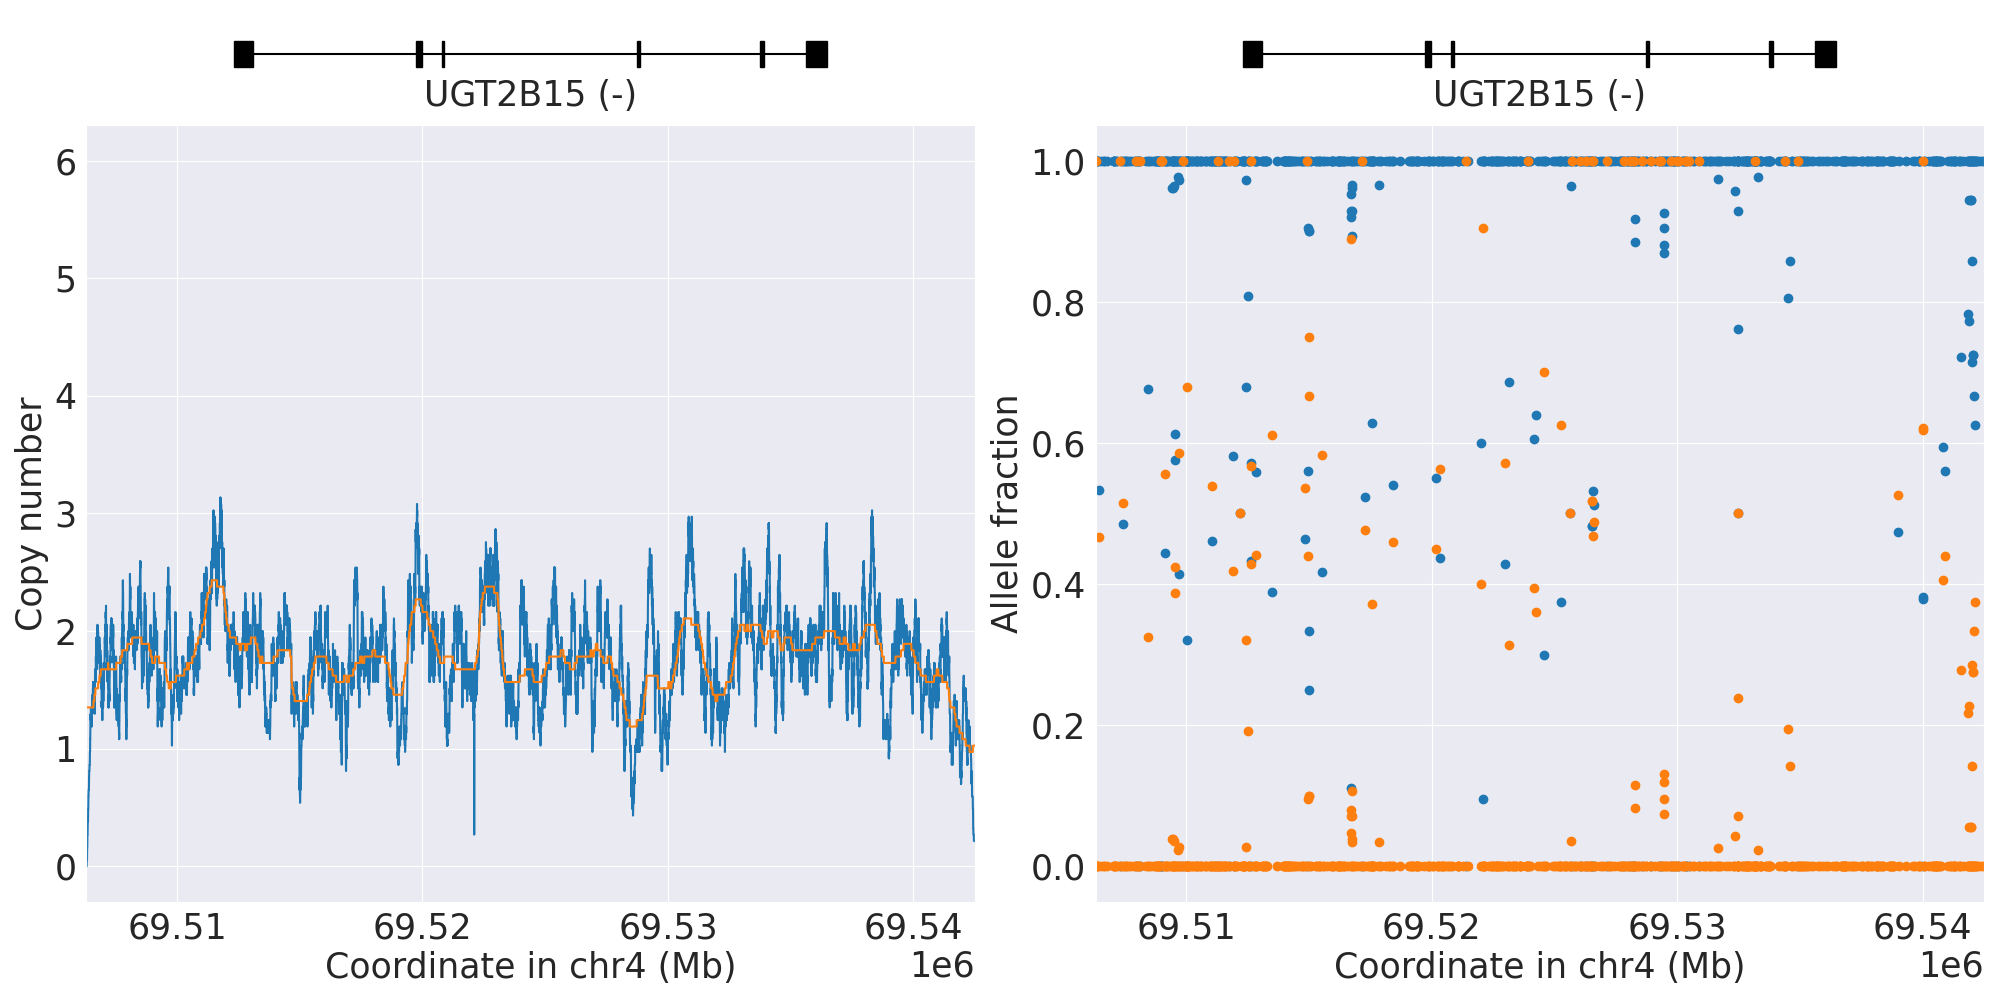 UGT2B15 (-)
6
5
4
3
2
1
0
Copy number
69.51 69.52 69.53 69.54
Coordinate in chr4 (Mb)
1e6
UGT2B15 (-)
1.0
0.8
0.6
0.4
0.2
0.0
Allele fraction
69.51 69.52 69.53 69.54
Coordinate in chr4 (Mb)
1e6